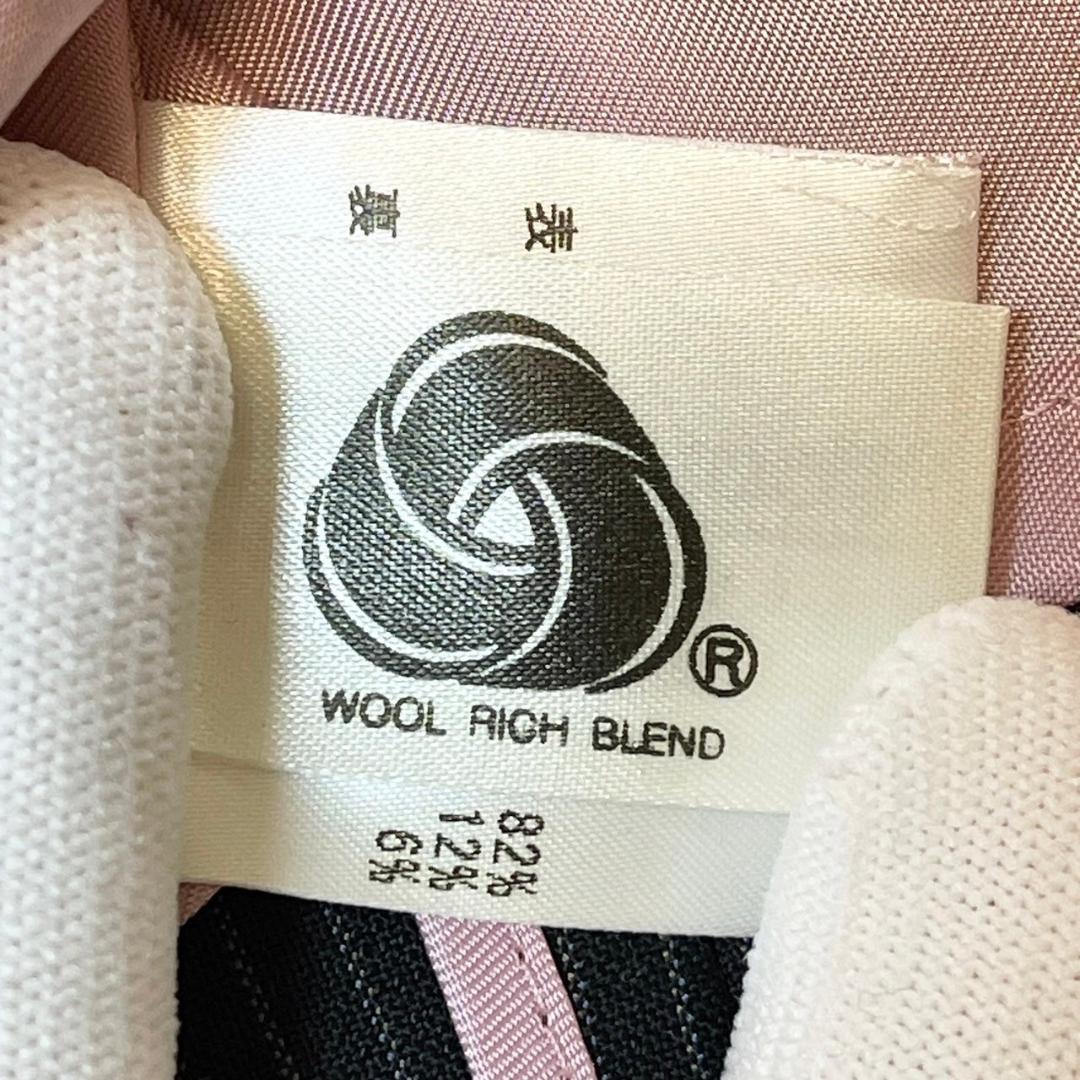 表
裏
WOOL RICH BLEND
®
82%
12%
6%